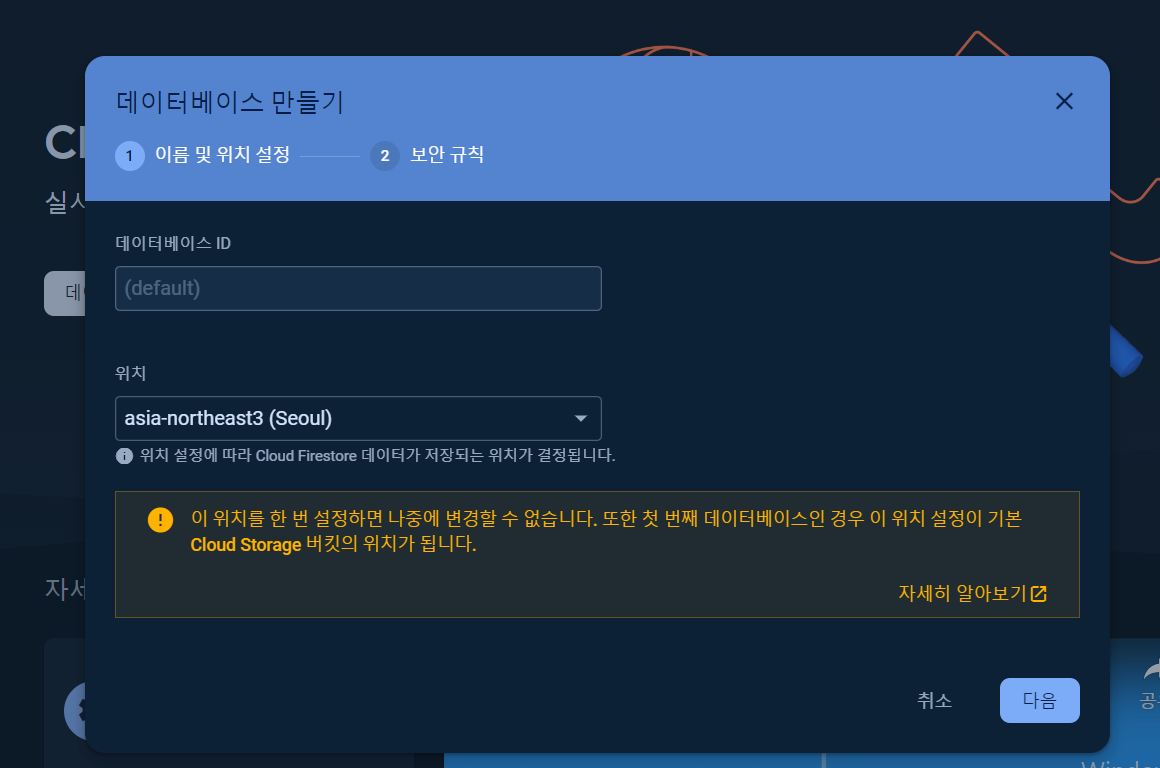 데이터베이스 만들기
1 이름 및 위치 설정
2 보안 규칙
데이터베이스 ID
(default)
위치
asia-northeast3 (Seoul)
위치 설정에 따라 Cloud Firestore 데이터가 저장되는 위치가 결정됩니다.
이 위치를 한 번 설정하면 나중에 변경할 수 없습니다. 또한 첫 번째 데이터베이스인 경우 이 위치 설정이 기본
Cloud Storage 버킷의 위치가 됩니다.
자세히 알아보기
취소
다음